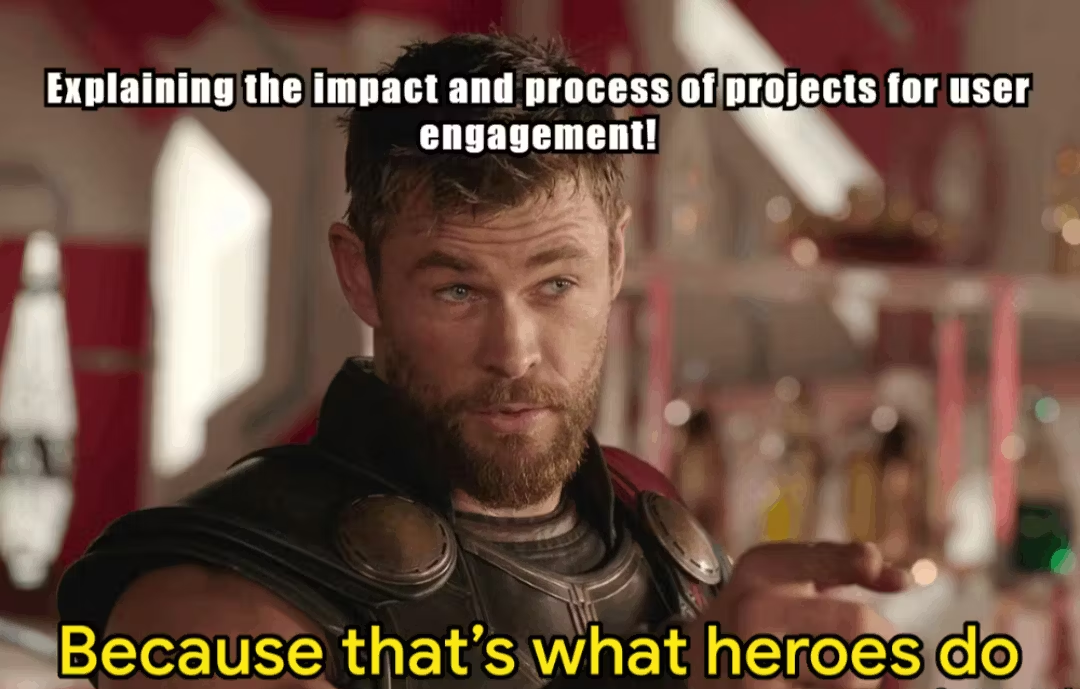 Explaining the impact and process of projects for user
engagement!
Because that's what heroes do